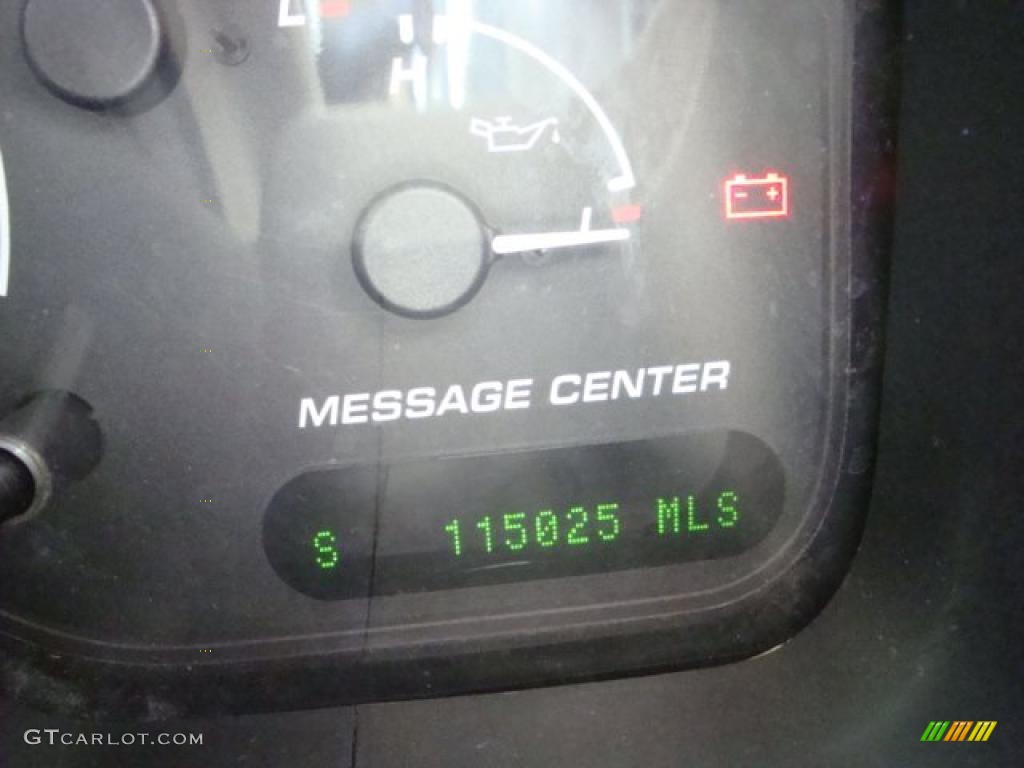 H
L
MESSAGE CENTER
S 115025 MLS
GTCARLOT.COM